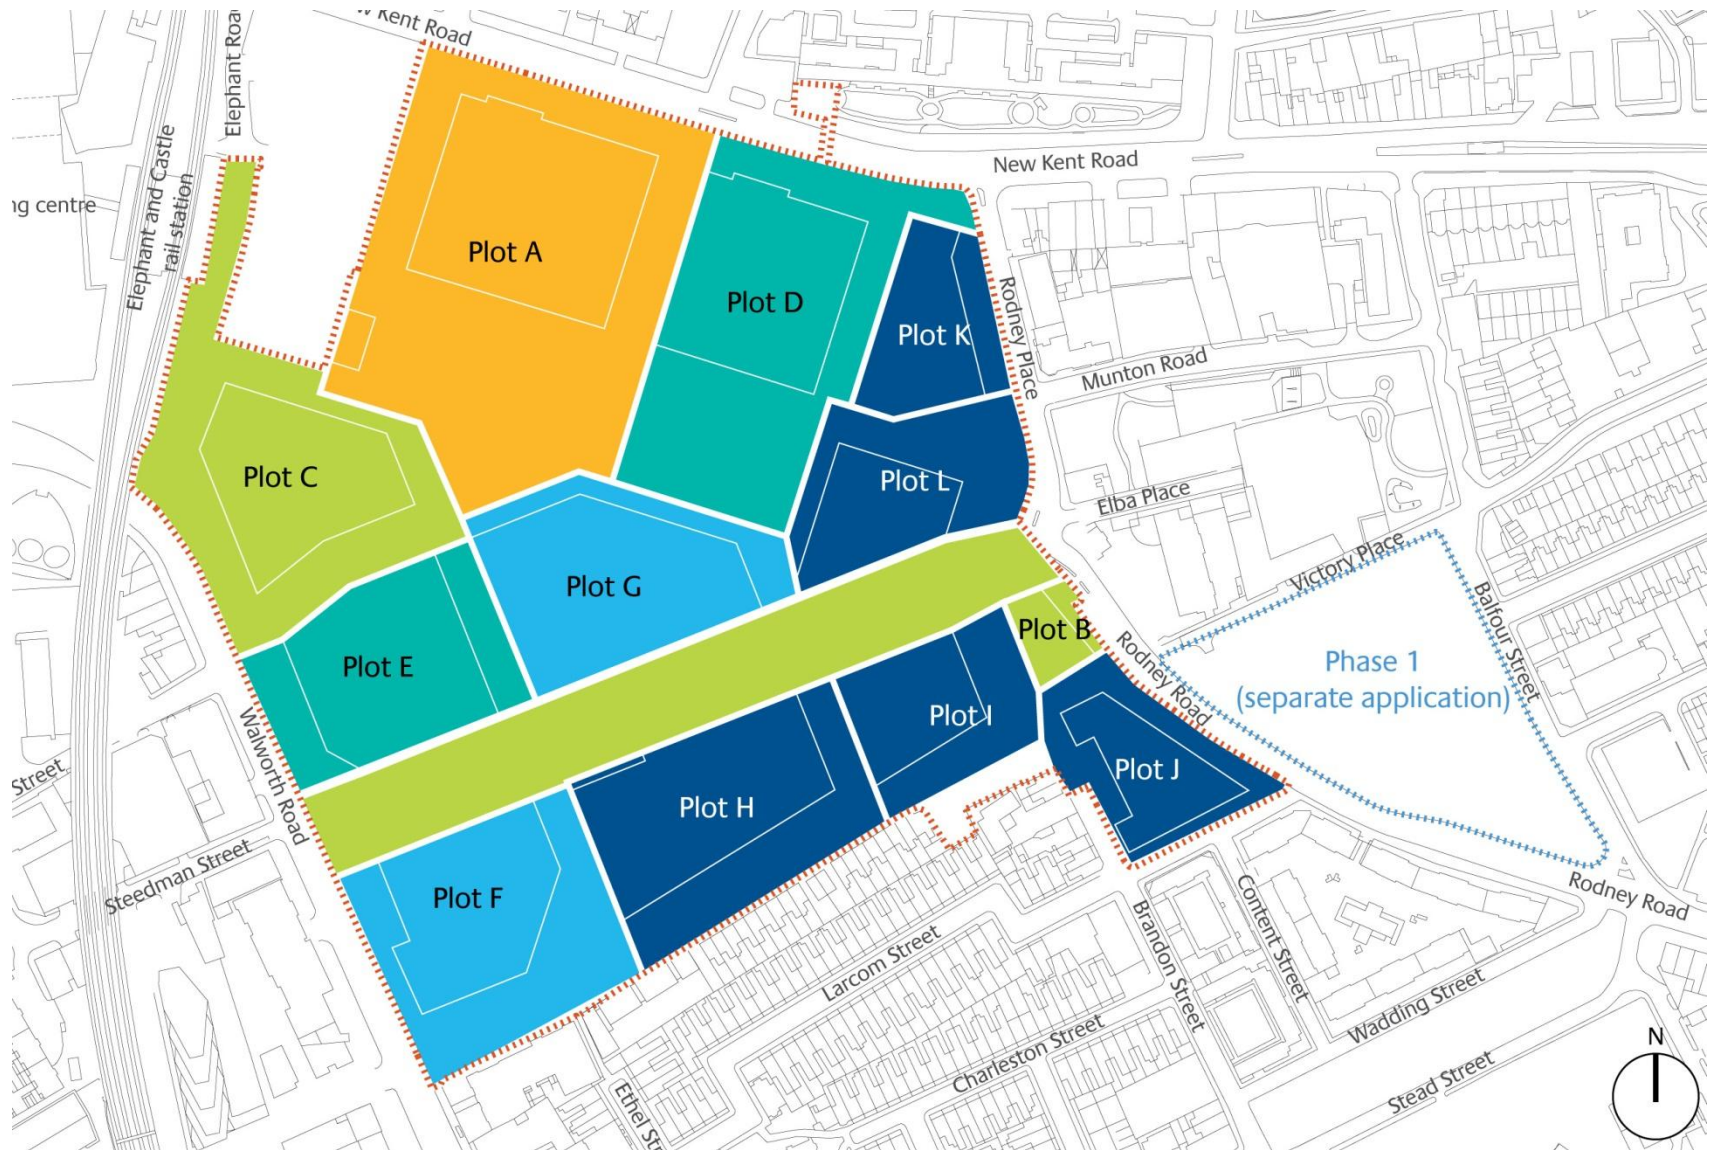 w Kent Road
Elephant Road
New Kent Road
Elephant and Castle
rail station
ng centre
Plot A
Plot D
Plot K
Rodney Place
Munton Road
Plot C
Plot L
Elba Place
Victory Place
Balfour Street
Plot G
Plot B
Plot E
Rodney Road
Phase 1
(separate application)
Plot I
Walworth Road
Street
Plot J
Plot H
Steedman Street
Plot F
Rodney Road
Larcom Street
Brandon Street
Content Street
Wadding Street
Charleston Street
Stead Street
Ethel Str
N